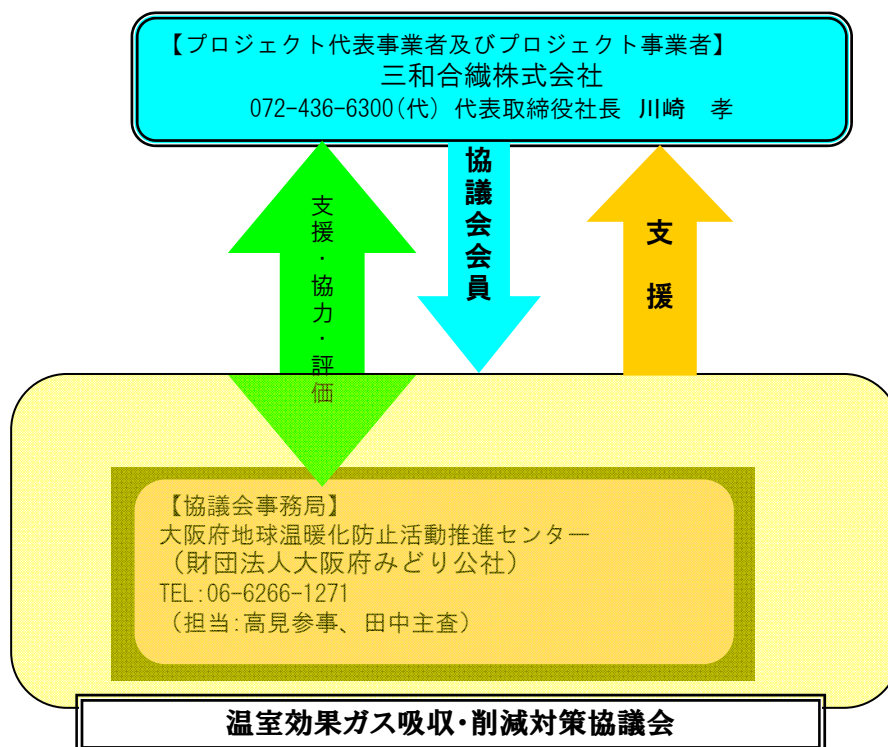 【プロジェクト代表事業者及びプロジェクト事業者】
三和合繊株式会社
072-436-6300(代) 代表取締役社長 川崎　孝
支援・協力・評価
協議会会員
支　援
【協議会事務局】
大阪府地球温暖化防止活動推進センター
（財団法人大阪府みどり公社）
TEL:06-6266-1271
（担当:高見参事、田中主査）
温室効果ガス吸収・削減対策協議会